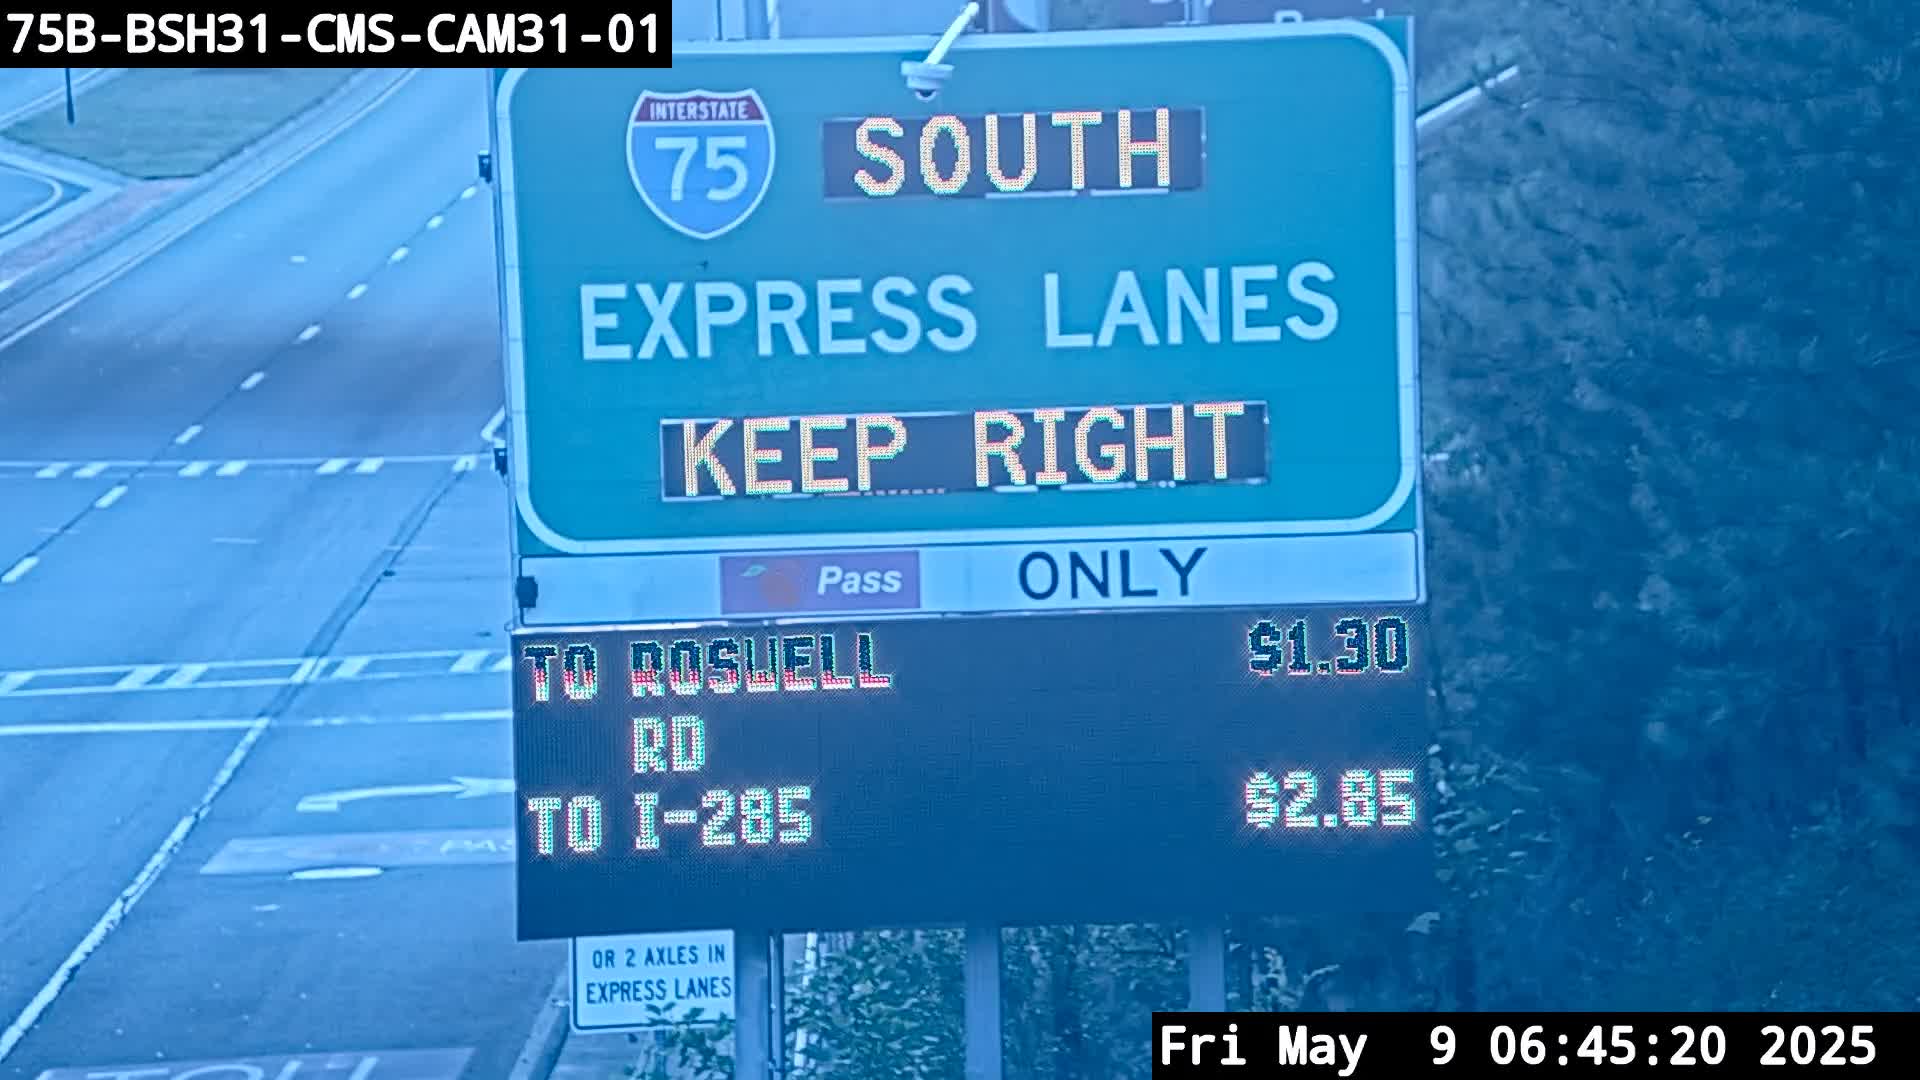 75B-BSH31-CMS-CAM31-01
INTERSTATE
75
SOUTH
EXPRESS LANES
KEEP RIGHT
Pass ONLY
TO ROSWELL $1.30
RD
TO I-285 $2.85
OR 2 AXLES IN
EXPRESS LANES
Fri May 9 06:45:20 2025